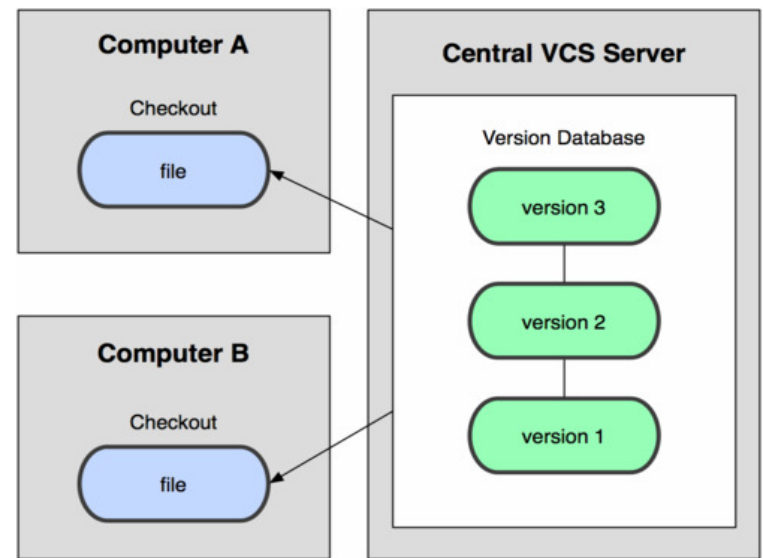 Computer A
Checkout
file
Computer B
Checkout
file
Central VCS Server
Version Database
version 3
version 2
version 1